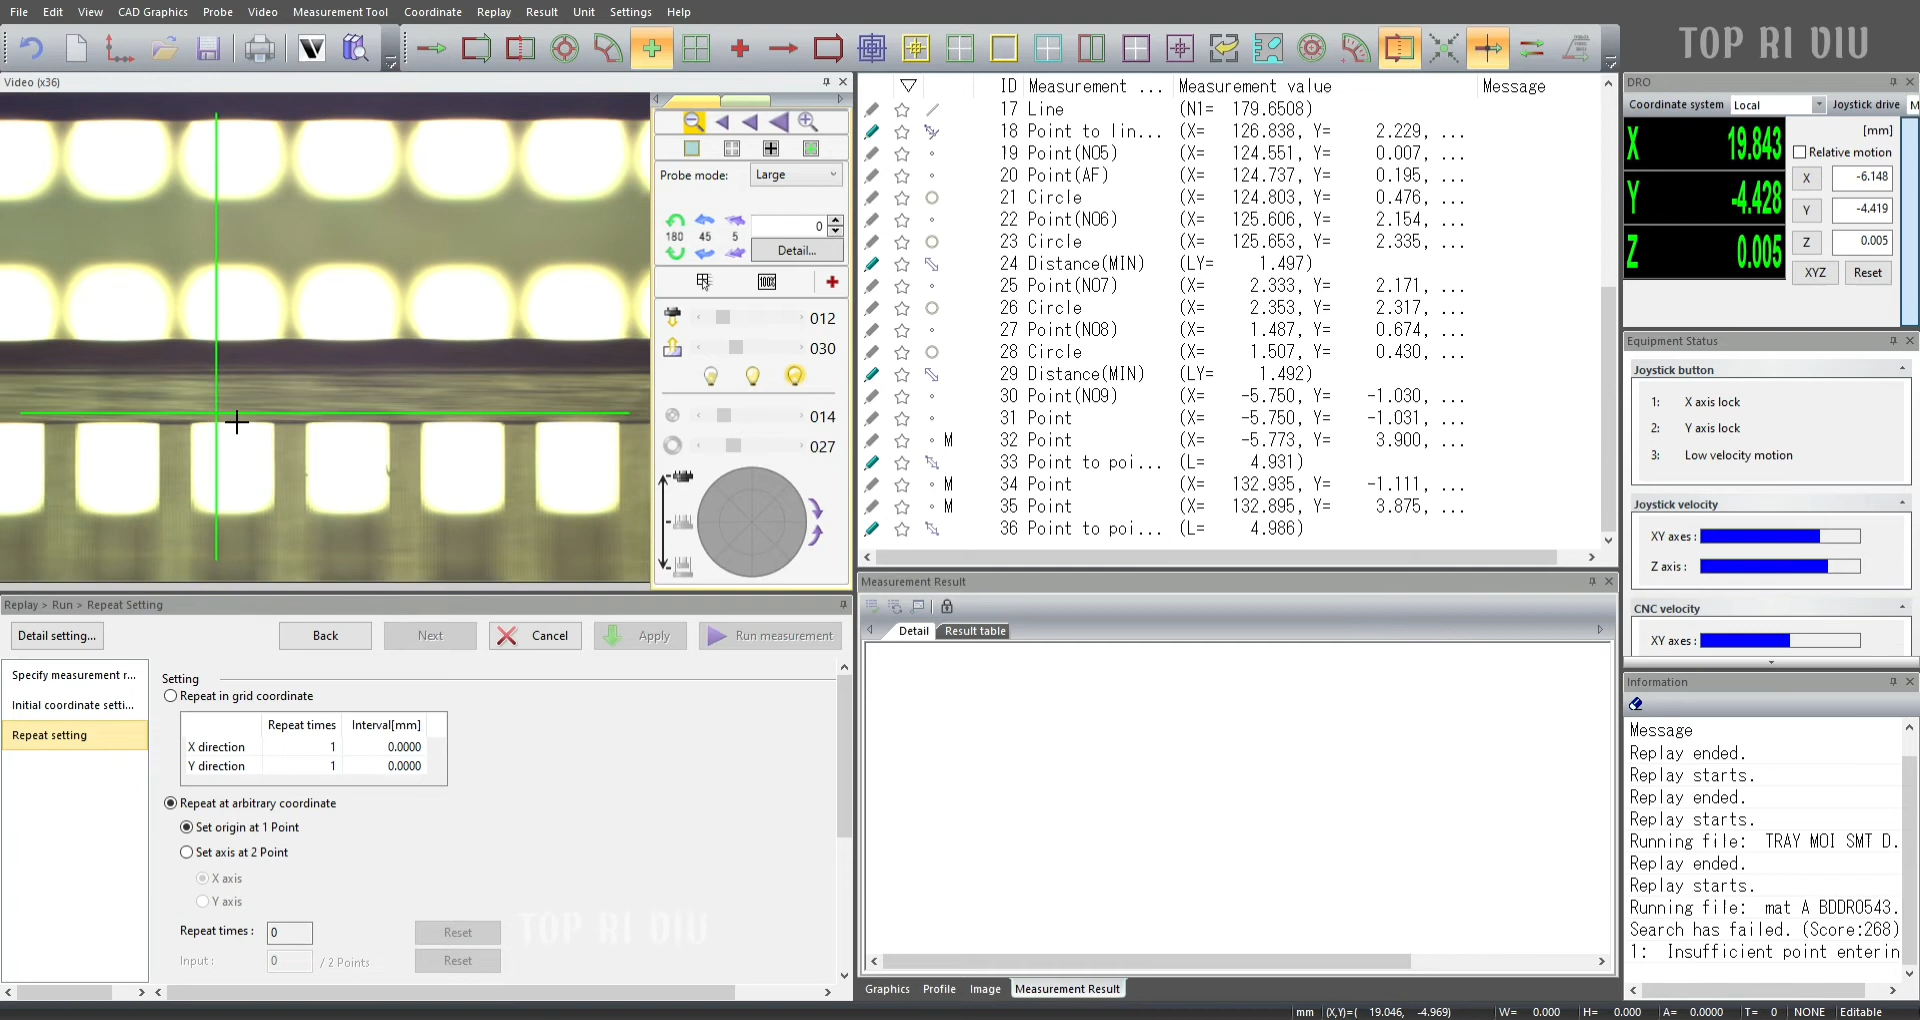 File Edit View CAD Graphics Probe Video Measurement Tool Coordinate Replay Result Unit Settings Help
TOP RI DIU
Video (x36)
Probe mode: Large
180 45 5
0
Detail...
100%
012
030
014
027
ID Measurement ... Measurement value Message
17 Line (N1= 179.6508)
18 Point to lin... (X= 126.838, Y= 2.229, ...
19 Point(NO5) (X= 124.551, Y= 0.007, ...
20 Point(AF) (X= 124.737, Y= 0.195, ...
21 Circle (X= 124.803, Y= 0.476, ...
22 Point(NO6) (X= 125.606, Y= 2.154, ...
23 Circle (X= 125.653, Y= 2.335, ...
24 Distance(MIN) (LY= 1.497)
25 Point(NO7) (X= 2.333, Y= 2.171, ...
26 Circle (X= 2.353, Y= 2.317, ...
27 Point(NO8) (X= 1.487, Y= 0.674, ...
28 Circle (X= 1.507, Y= 0.430, ...
29 Distance(MIN) (LY= 1.492)
30 Point(NO9) (X= -5.750, Y= -1.030, ...
31 Point (X= -5.750, Y= -1.031, ...
M 32 Point (X= -5.773, Y= 3.900, ...
33 Point to poi... (L= 4.931)
M 34 Point (X= 132.935, Y= -1.111, ...
M 35 Point (X= 132.895, Y= 3.875, ...
36 Point to poi... (L= 4.986)
DRO
Coordinate system Local Joystick drive M
X 19.843
Y -4.428
Z 0.005
[mm]
Relative motion
X -6.148
Y -4.419
Z 0.005
XYZ Reset
Equipment Status
Joystick button
1: X axis lock
2: Y axis lock
3: Low velocity motion
Joystick velocity
XY axes :
Z axis :
CNC velocity
XY axes :
Replay > Run > Repeat Setting
Detail setting... Back Next Cancel Apply Run measurement
Specify measurement r...
Initial coordinate setti...
Repeat setting
Setting
Repeat in grid coordinate
Repeat times Interval[mm]
X direction 1 0.0000
Y direction 1 0.0000
Repeat at arbitrary coordinate
Set origin at 1 Point
Set axis at 2 Point
X axis
Y axis
Repeat times : 0 Reset
Input : 0 / 2 Points Reset
TOP RI DIU
Measurement Result
Detail Result table
Graphics Profile Image Measurement Result
Information
Message
Replay ended.
Replay starts.
Replay ended.
Replay starts.
Running file: TRAY MOI SMT D.
Replay ended.
Replay starts.
Running file: mat A BDDRO543.
Search has failed. (Score:268)
1: Insufficient point enterin
mm (X,Y)=( 19.046, -4.969) W= 0.000 H= 0.000 A= 0.0000 T= 0 NONE Editable